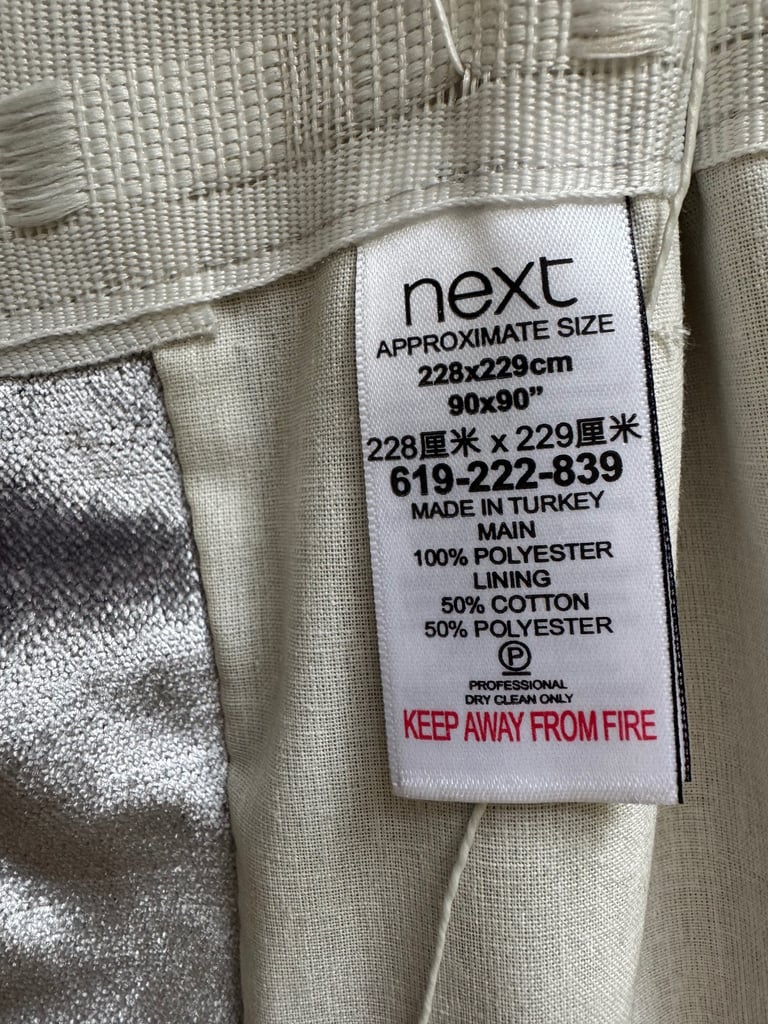 next
APPROXIMATE SIZE
228x229cm
90x90”
228厘米 x 229厘米
619-222-839
MADE IN TURKEY
MAIN
100% POLYESTER
LINING
50% COTTON
50% POLYESTER
P
PROFESSIONAL
DRY CLEAN ONLY
KEEP AWAY FROM FIRE